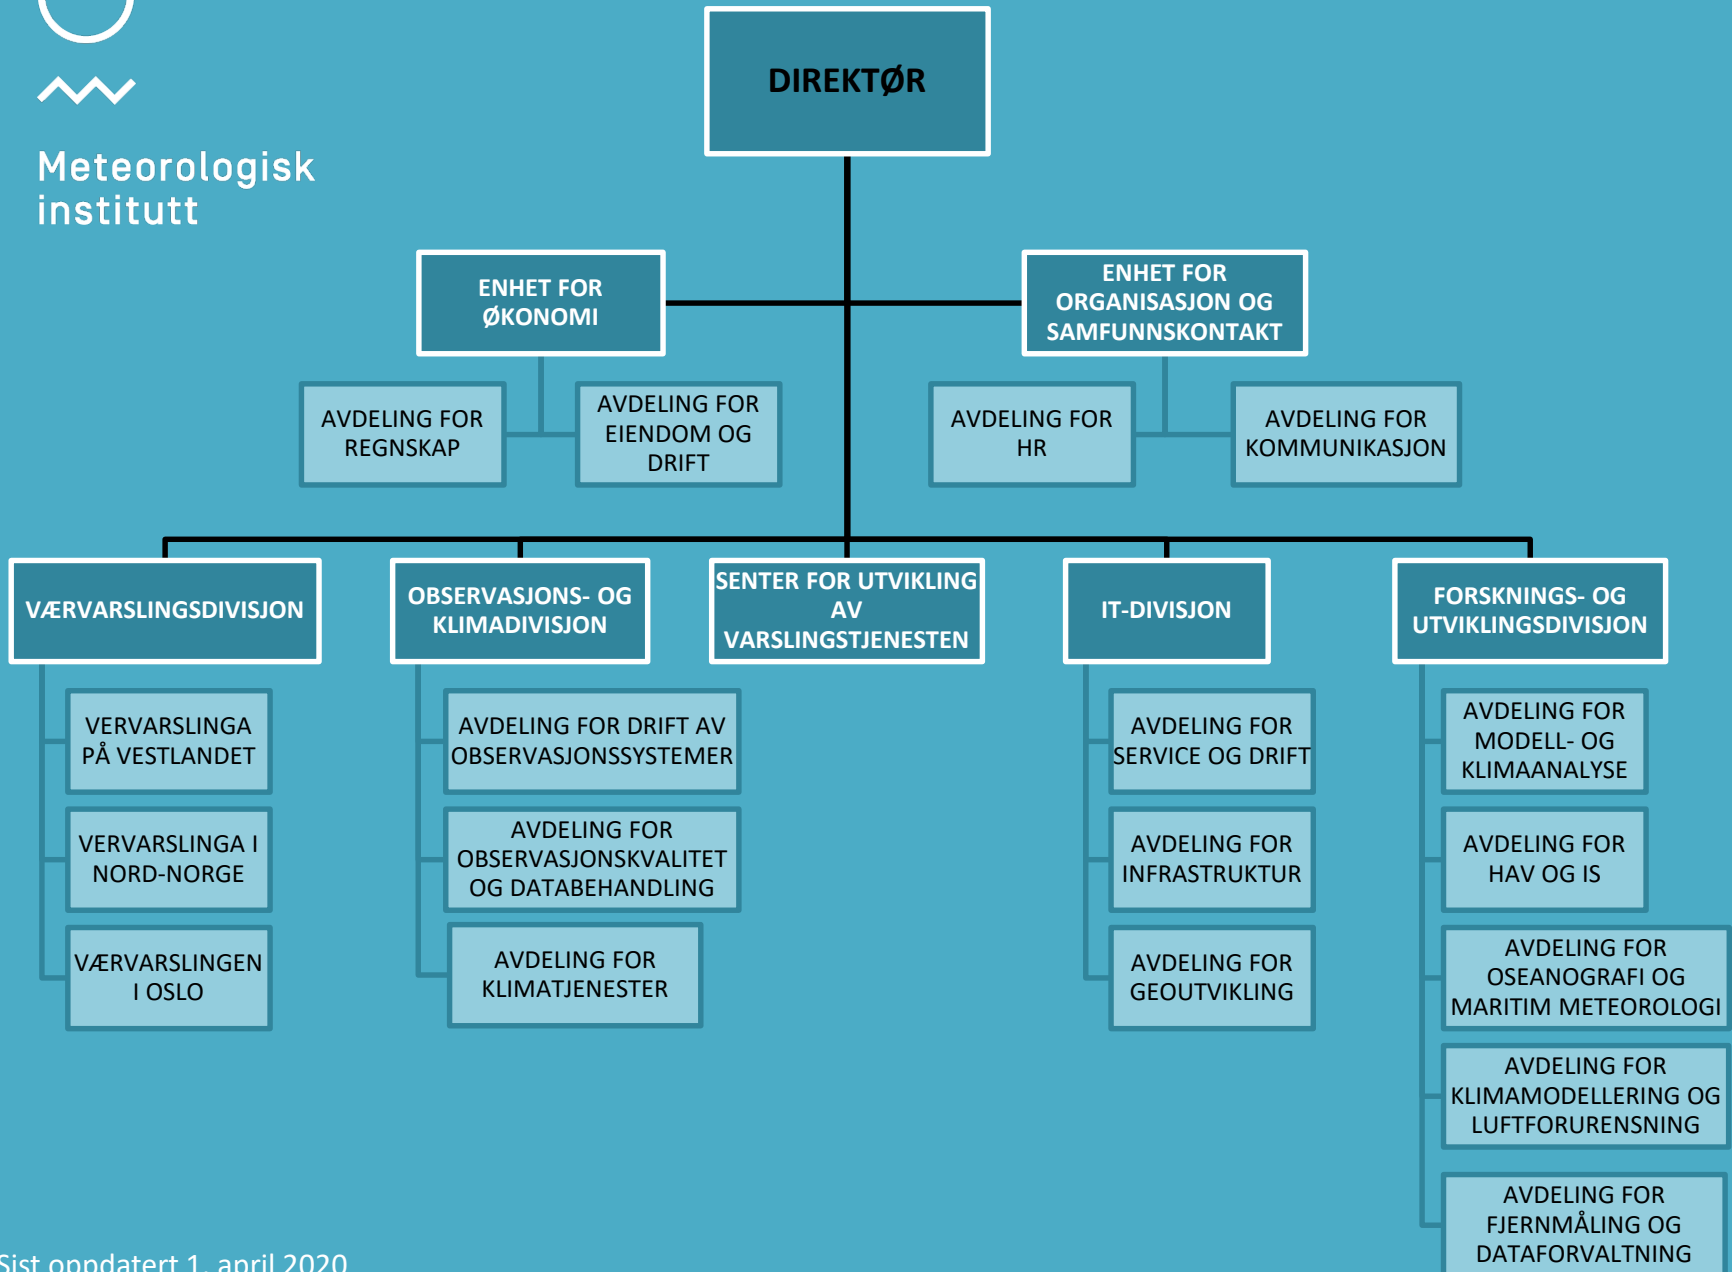 Meteorologisk
institutt
DIREKTØR
ENHET FOR
ØKONOMI
ENHET FOR
ORGANISASJON OG
SAMFUNNSKONTAKT
AVDELING FOR
REGNSKAP
AVDELING FOR
EIENDOM OG
DRIFT
AVDELING FOR
HR
AVDELING FOR
KOMMUNIKASJON
VÆRVARSLINGSDIVISJON
OBSERVASJONS- OG
KLIMADIVISJON
SENTER FOR UTVIKLING
AV
VARSLINGSTJENESTEN
IT-DIVISJON
FORSKNINGS- OG
UTVIKLINGSDIVISJON
VERVARSLINGA
PÅ VESTLANDET
VERVARSLINGA I
NORD-NORGE
VÆRVARSLINGEN
I OSLO
AVDELING FOR DRIFT AV
OBSERVASJONSSYSTEMER
AVDELING FOR
OBSERVASJONSKVALITET
OG DATABEHANDLING
AVDELING FOR
KLIMATJENESTER
AVDELING FOR
SERVICE OG DRIFT
AVDELING FOR
INFRASTRUKTUR
AVDELING FOR
GEOUTVIKLING
AVDELING FOR
MODELL- OG
KLIMAANALYSE
AVDELING FOR
HAV OG IS
AVDELING FOR
OSEANOGRAFI OG
MARITIM METEOROLOGI
AVDELING FOR
KLIMAMODELLERING OG
LUFTFORURENSNING
AVDELING FOR
FJERNMÅLING OG
DATAFORVALTNING
Sist oppdatert 1. april 2020